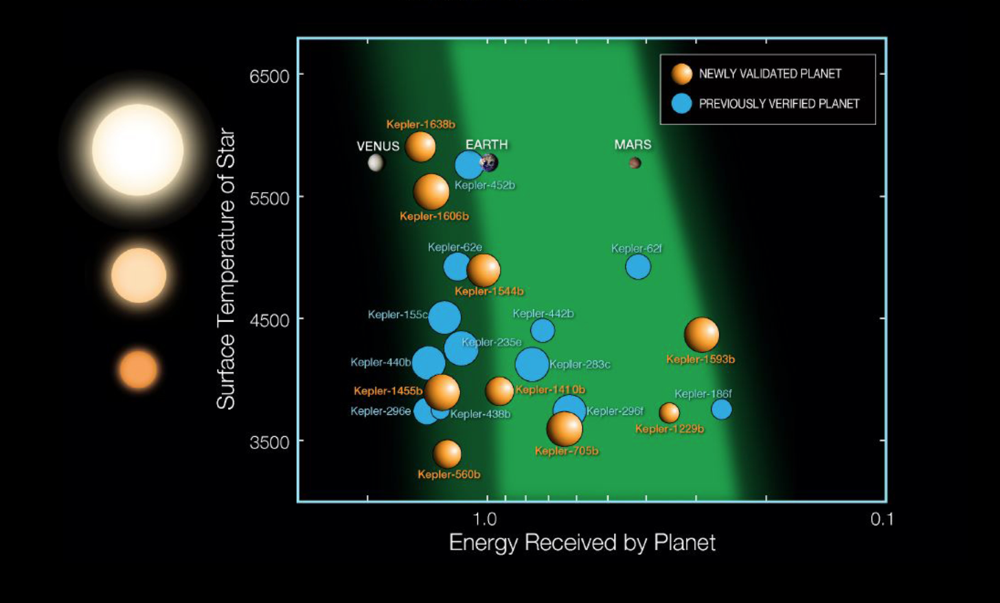 6500
5500
4500
3500
Surface Temperature of Star
NEWLY VALIDATED PLANET
PREVIOUSLY VERIFIED PLANET
Kepler-1638b
VENUS
EARTH
MARS
Kepler-452b
Kepler-1606b
Kepler-62e
Kepler-62f
Kepler-1544b
Kepler-155c
Kepler-442b
Kepler-235e
Kepler-1593b
Kepler-440b
Kepler-283c
Kepler-1455b
Kepler-1410b
Kepler-186f
Kepler-296e
Kepler-438b
Kepler-296f
Kepler-1229b
Kepler-705b
Kepler-560b
1.0
0.1
Energy Received by Planet